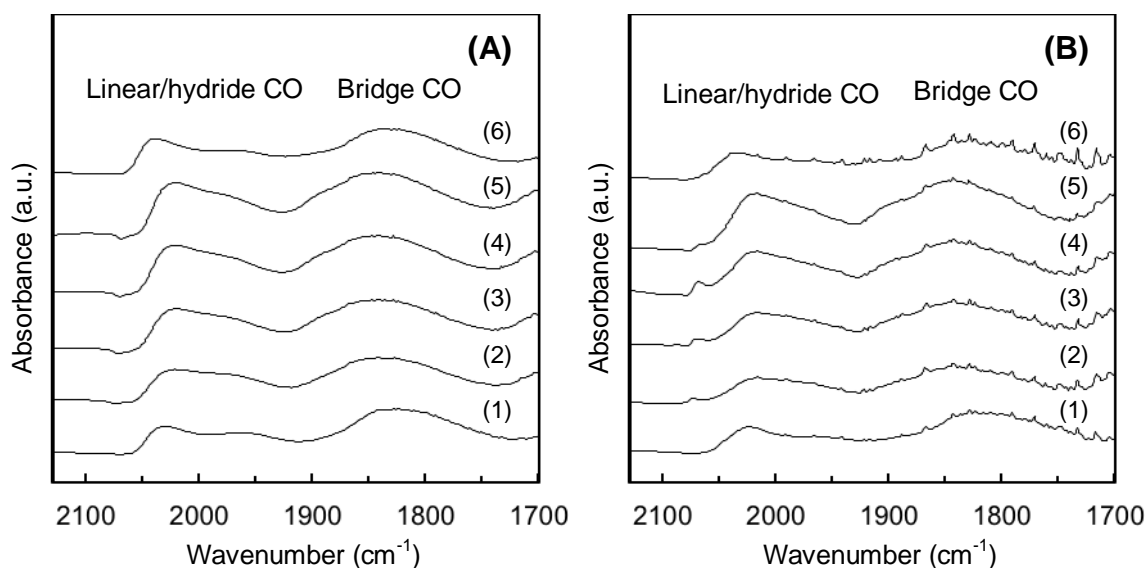 (A)
Linear/hydride CO Bridge CO
(6)
(5)
(4)
(3)
(2)
(1)
Absorbance (a.u.)
2100 2000 1900 1800 1700
Wavenumber (cm⁻¹)
(B)
Linear/hydride CO Bridge CO
(6)
(5)
(4)
(3)
(2)
(1)
Absorbance (a.u.)
2100 2000 1900 1800 1700
Wavenumber (cm⁻¹)